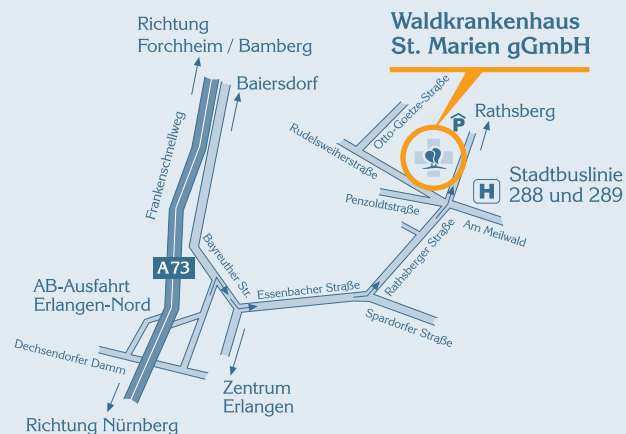 Waldkrankenhaus
St. Marien gGmbH
Richtung
Forchheim / Bamberg
Baiersdorf
Otto-Goetze-Straße
P
Rathsberg
Rudelsweiherstraße
Frankenschnellweg
H
Stadtbuslinie
288 und 289
Penzoldtstraße
Am Meilwald
Bayreuther Str.
Rathsberger Straße
A73
AB-Ausfahrt
Erlangen-Nord
Essenbacher Straße
Spardorfer Straße
Dechsendorfer Damm
Zentrum
Erlangen
Richtung Nürnberg